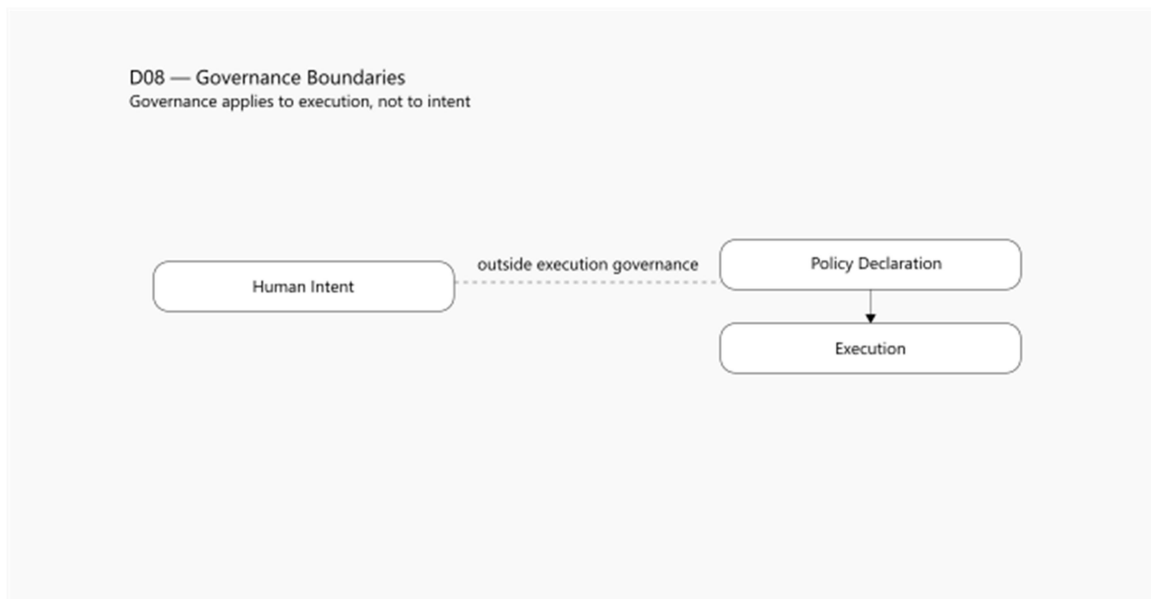 D08 — Governance Boundaries
Governance applies to execution, not to intent
outside execution governance
Policy Declaration
Human Intent
Execution